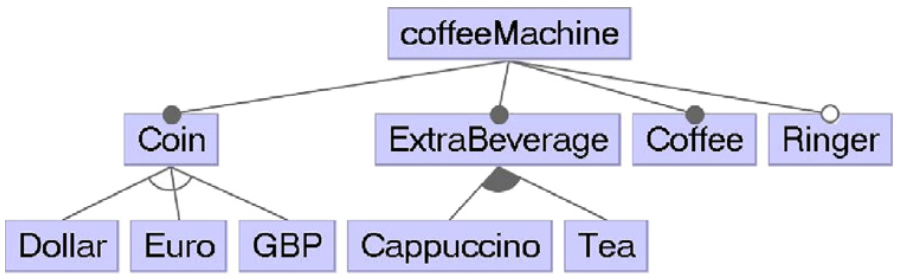 coffeeMachine
Coin
ExtraBeverage
Coffee
Ringer
Dollar
Euro
GBP
Cappuccino
Tea